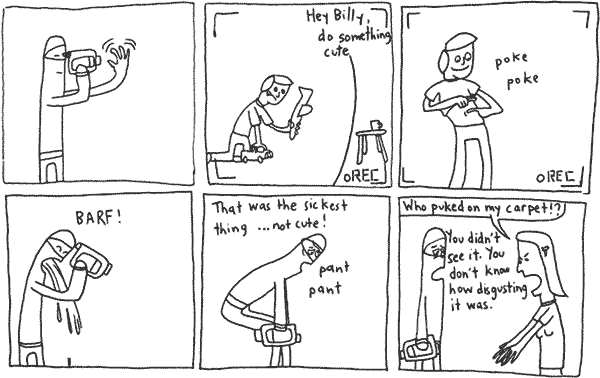 Hey Billy,
do something
cute
oREC
poke
poke
oREC
BARF!
That was the sickest
thing ...not cute!
pant
pant
Who puked on my carpet!?
You didn't
see it. You
don't know
how disgusting
it was.